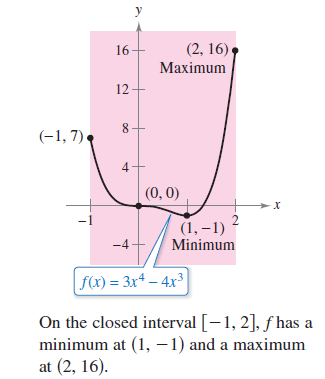 y
16
(2, 16)
Maximum
12
(−1, 7)
8
4
(0, 0)
x
−1
2
(1, −1)
−4
Minimum
f(x) = 3x⁴ − 4x³
On the closed interval [−1, 2], f has a
minimum at (1, −1) and a maximum
at (2, 16).